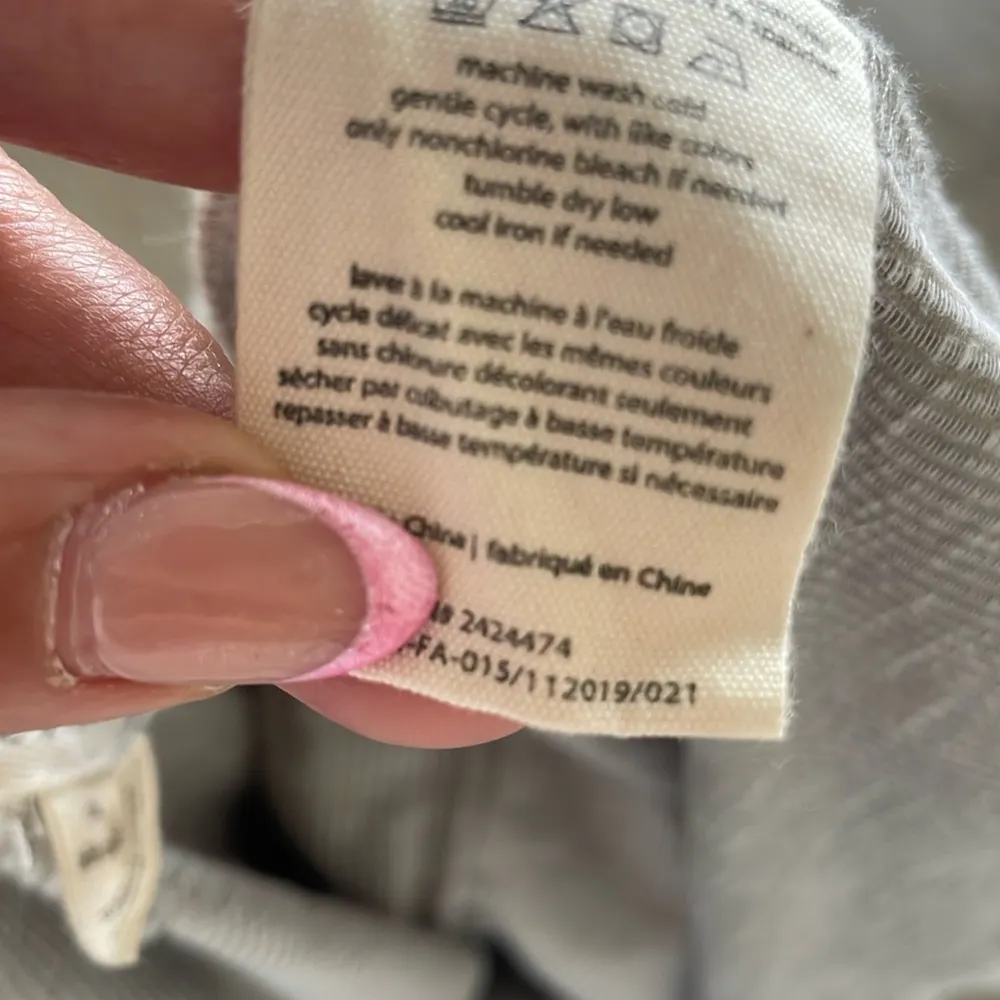 machine wash cold
gentle cycle, with like colors
only nonchlorine bleach if needed
tumble dry low
cool iron if needed
lave à la machine à l'eau froide
cycle délicat avec les mêmes couleurs
sans chloure décolorant seulement
sécher par culbutage à basse température
repasser à basse température si nécessaire
China | fabriqué en Chine
2424474
-FA-015/112019/021